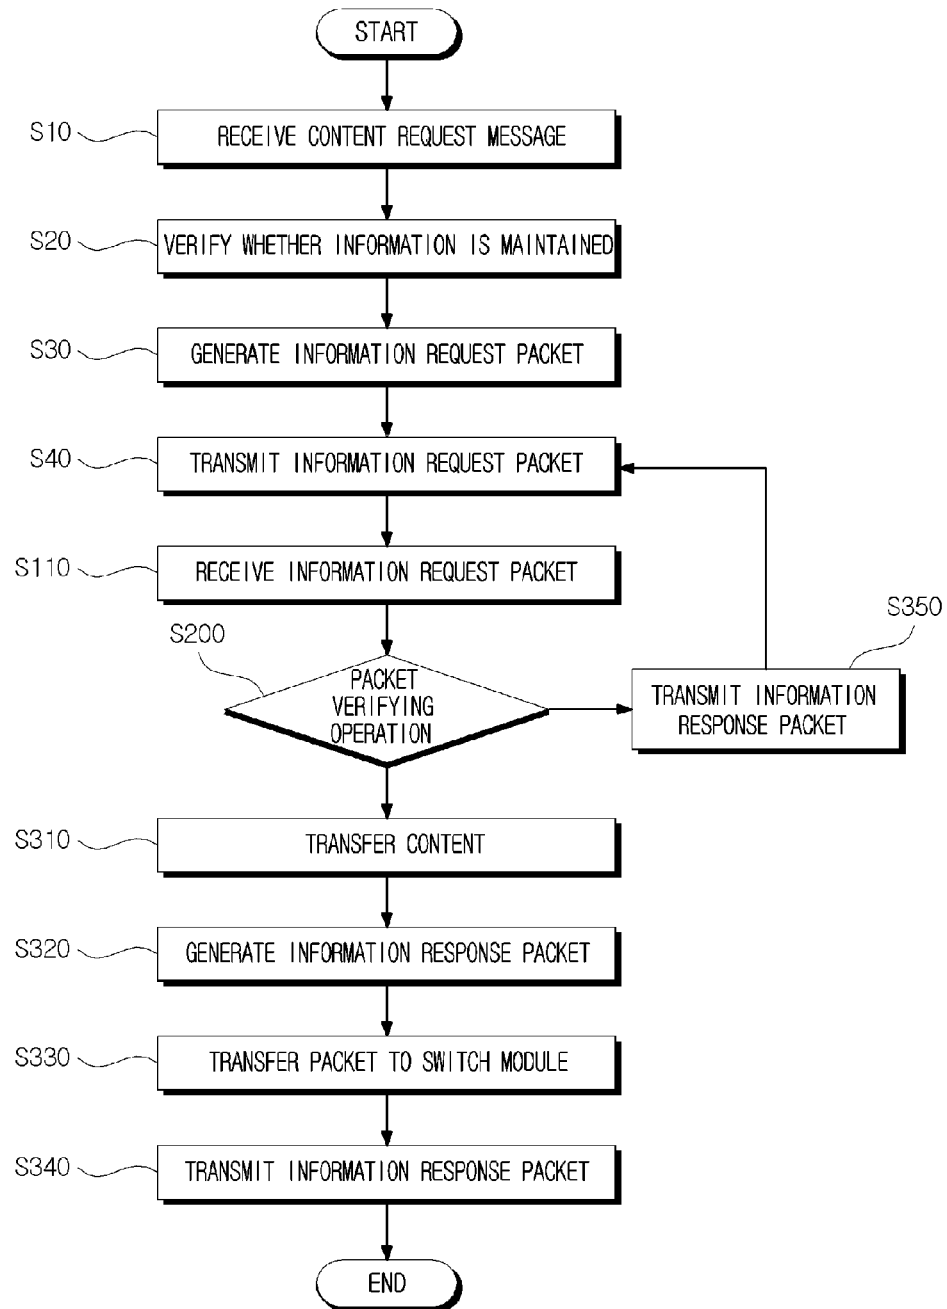 START
S10
RECEIVE CONTENT REQUEST MESSAGE
S20
VERIFY WHETHER INFORMATION IS MAINTAINED
S30
GENERATE INFORMATION REQUEST PACKET
S40
TRANSMIT INFORMATION REQUEST PACKET
S110
RECEIVE INFORMATION REQUEST PACKET
S200
PACKET
VERIFYING
OPERATION
S350
TRANSMIT INFORMATION
RESPONSE PACKET
S310
TRANSFER CONTENT
S320
GENERATE INFORMATION RESPONSE PACKET
S330
TRANSFER PACKET TO SWITCH MODULE
S340
TRANSMIT INFORMATION RESPONSE PACKET
END